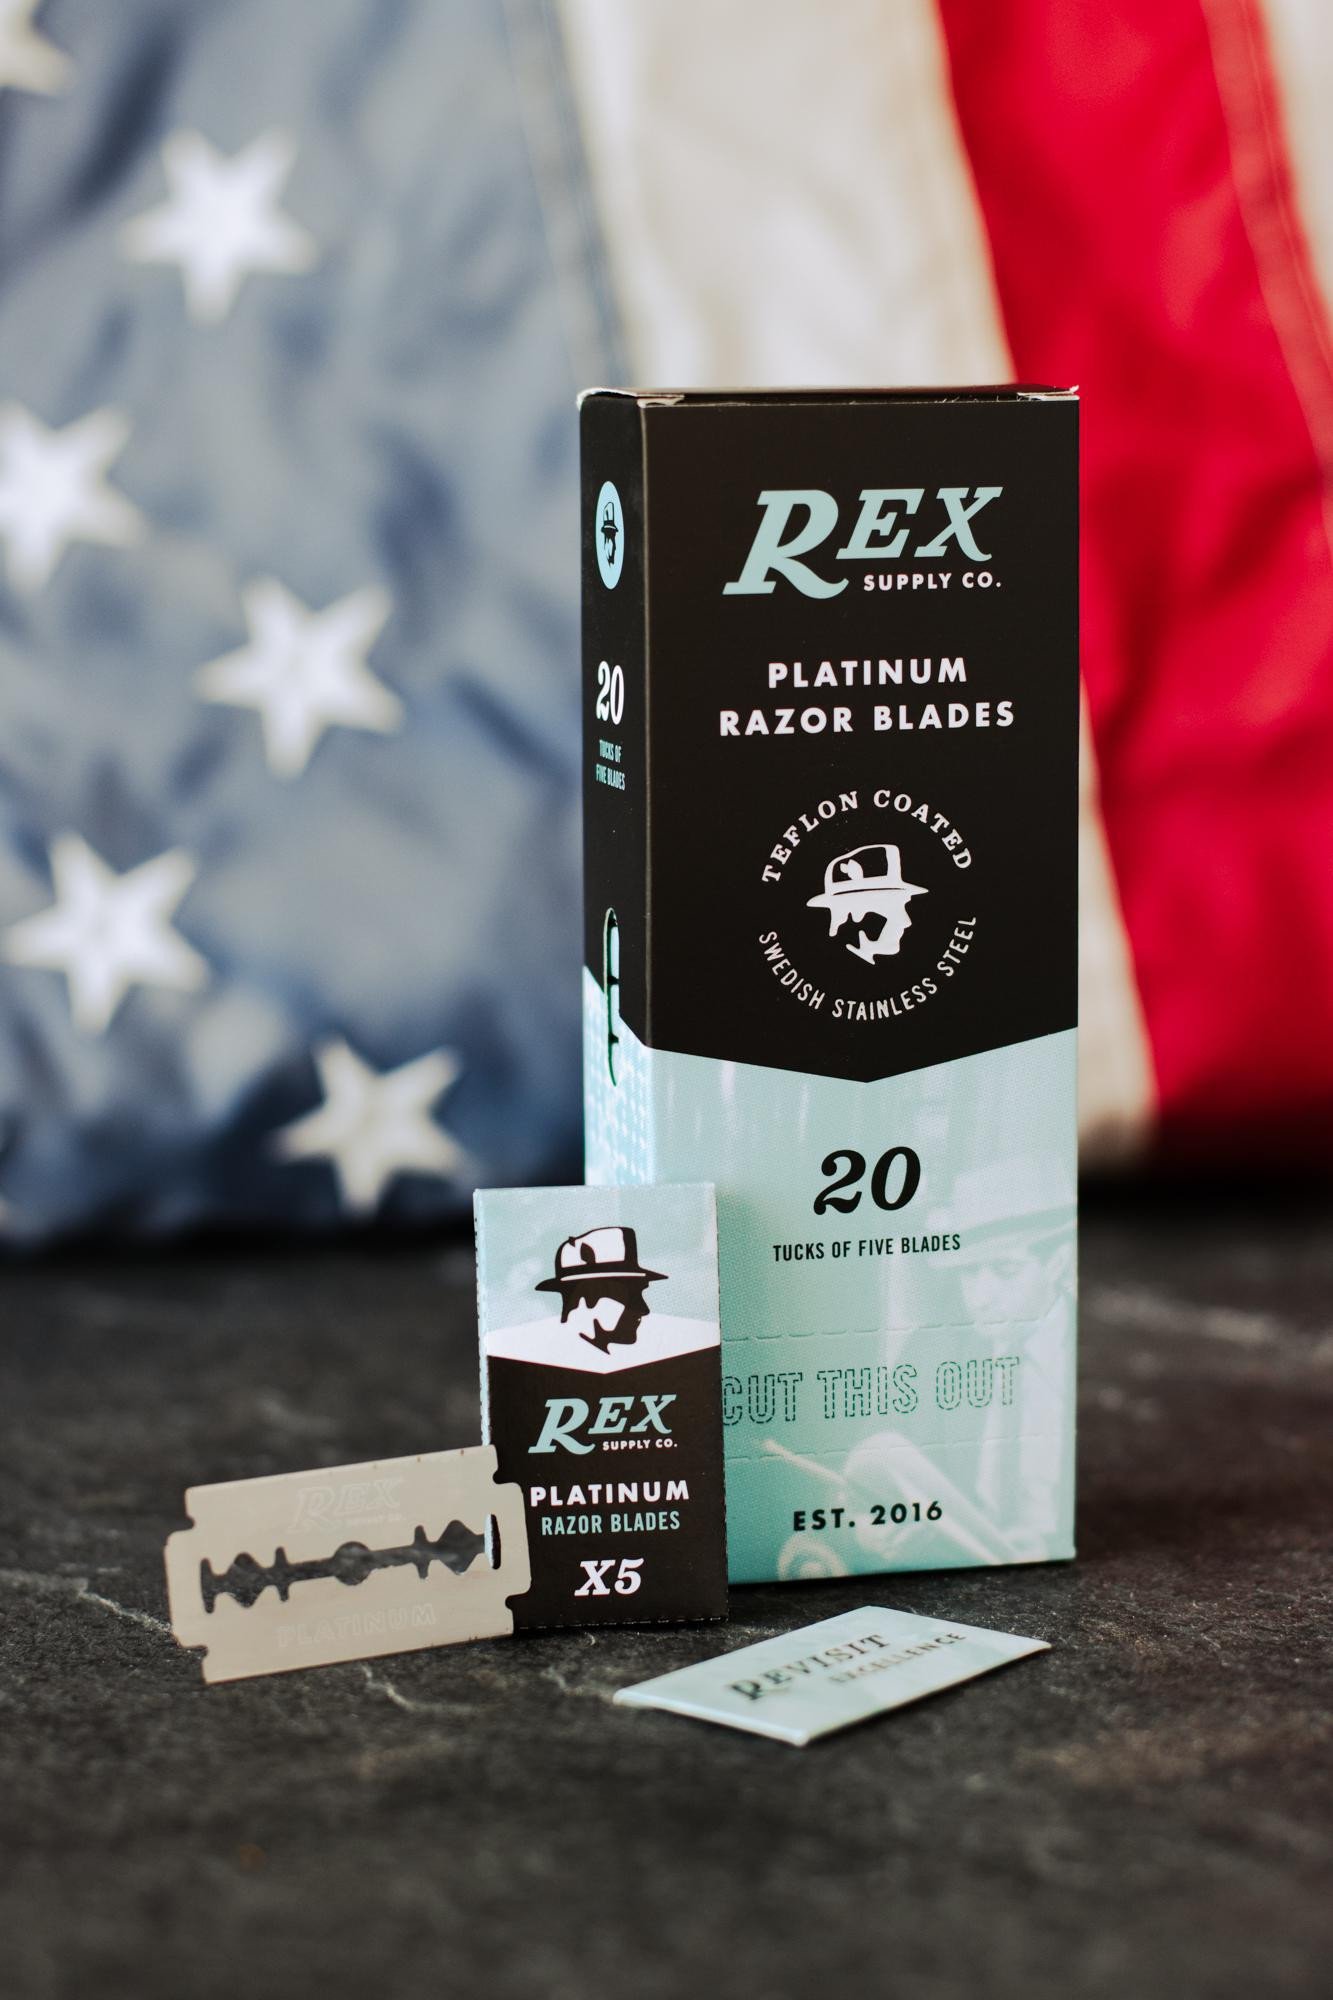 REX
SUPPLY CO.
PLATINUM
RAZOR BLADES
TEFLON COATED
SWEDISH STAINLESS STEEL
20
TUCKS OF FIVE BLADES
CUT THIS OUT
EST. 2016
20
TUCKS OF
FIVE BLADES
REX
SUPPLY CO.
PLATINUM
RAZOR BLADES
X5
REX
SUPPLY CO.
PLATINUM
REVISIT
EXCELLENCE